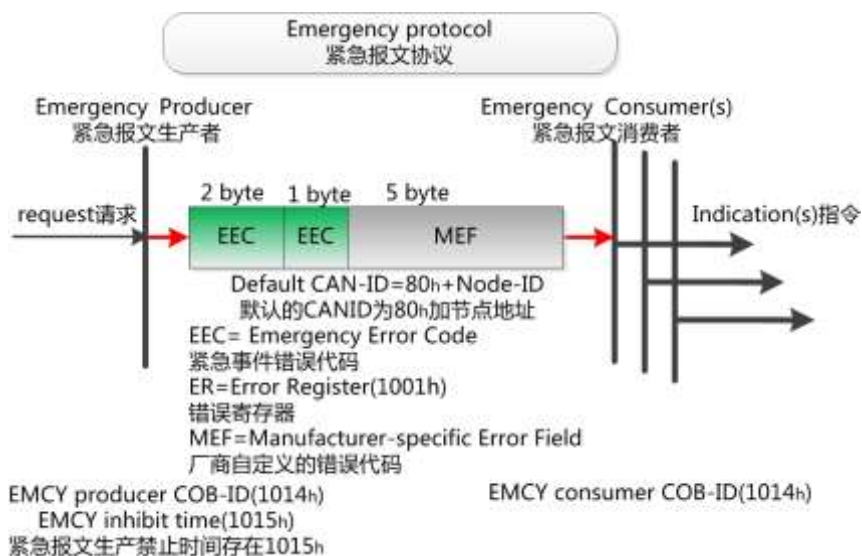 Emergency protocol
紧急报文协议
Emergency Producer
紧急报文生产者
Emergency Consumer(s)
紧急报文消费者
2 byte
1 byte
5 byte
request请求
EEC
EEC
MEF
Indication(s)指令
Default CAN-ID=80h+Node-ID
默认的CANID为80h加节点地址
EEC= Emergency Error Code
紧急事件错误代码
ER=Error Register(1001h)
错误寄存器
MEF=Manufacturer-specific Error Field
厂商自定义的错误代码
EMCY producer COB-ID(1014h)
EMCY inhibit time(1015h)
紧急报文生产禁止时间存在1015h
EMCY consumer COB-ID(1014h)